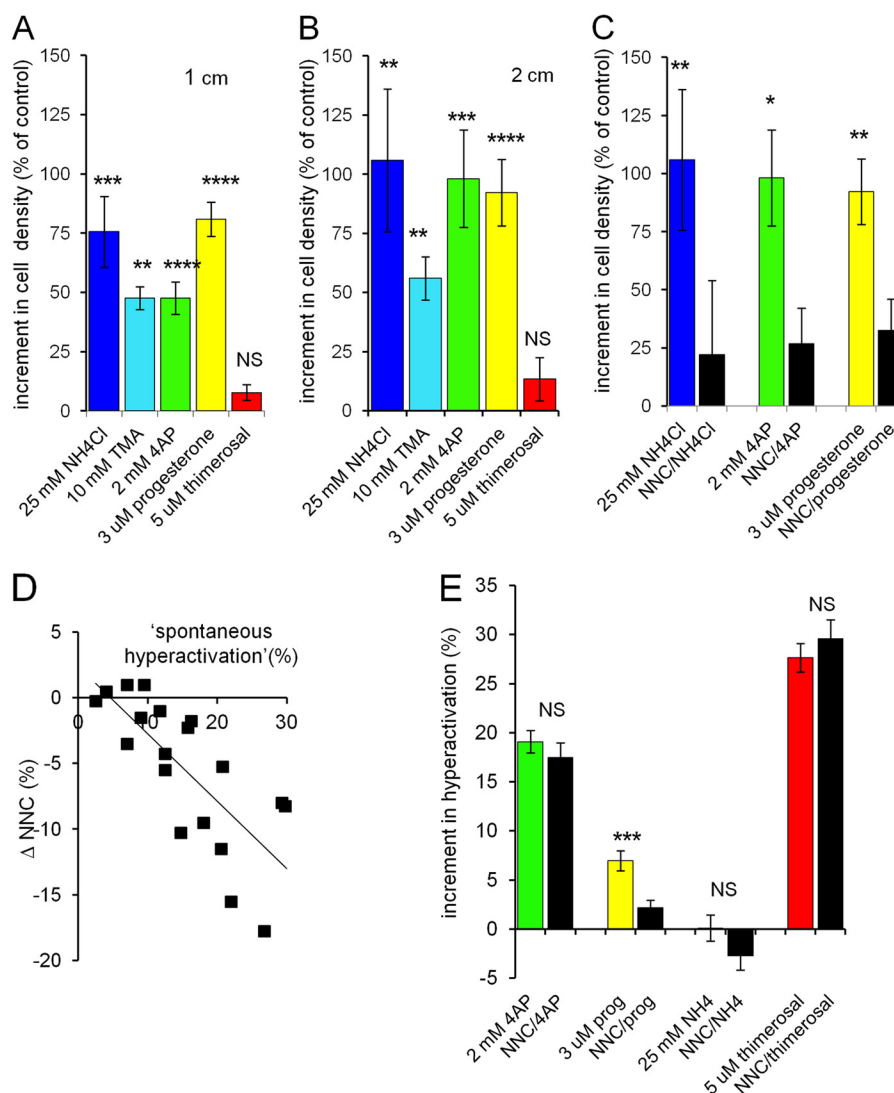 A
increment in cell density (% of control)
150
125
100
75
50
25
0
1 cm
***
**
****
****
NS
25 mM NH4Cl
10 mM TMA
2 mM 4AP
3 uM progesterone
5 uM thimerosal
B
increment in cell density (% of control)
150
125
100
75
50
25
0
2 cm
**
**
***
****
NS
25 mM NH4Cl
10 mM TMA
2 mM 4AP
3 uM progesterone
5 uM thimerosal
C
increment in cell density (% of control)
150
125
100
75
50
25
0
**
*
**
25 mM NH4Cl
NNC/NH4Cl
2 mM 4AP
NNC/4AP
3 uM progesterone
NNC/progesterone
D
'spontaneous
hyperactivation'(%)
Δ NNC (%)
5
0
-5
-10
-15
-20
0
10
20
30
E
increment in hyperactivation (%)
35
30
25
20
15
10
5
0
-5
NS
***
NS
NS
2 mM 4AP
NNC/4AP
3 uM prog
NNC/prog
25 mM NH4
NNC/NH4
5 uM thimerosal
NNC/thimerosal